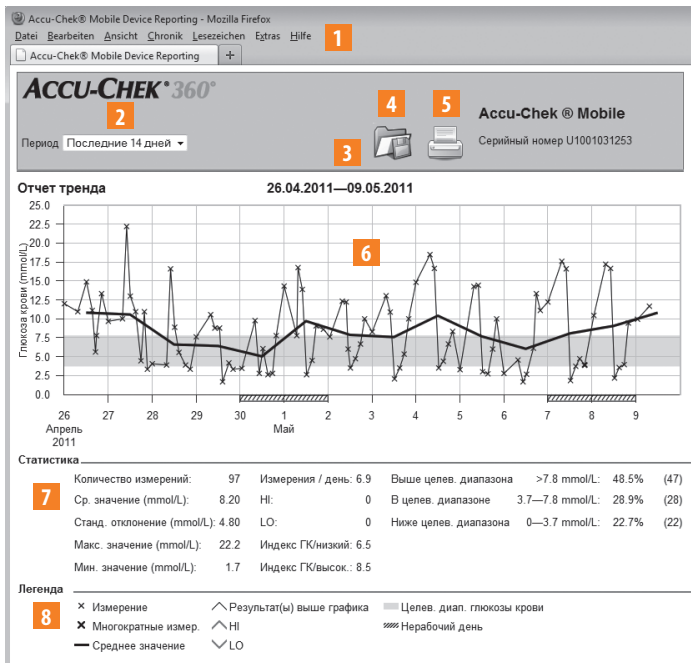 Accu-Chek® Mobile Device Reporting - Mozilla Firefox
Datei Bearbeiten Ansicht Chronik Lesezeichen Extras Hilfe
1
Accu-Chek® Mobile Device Reporting +
ACCU-CHEK® 360°
2
4
5
Accu-Chek ® Mobile
Период Последние 14 дней
3
Серийный номер U1001031253
Отчет тренда 26.04.2011—09.05.2011
Глюкоза крови (mmol/L)
25.0
22.5
20.0
17.5
15.0
12.5
10.0
7.5
5.0
2.5
0.0
6
26 27 28 29 30 1 2 3 4 5 6 7 8 9
Апрель Май
2011
Статистика
7
Количество измерений: 97 Измерения / день: 6.9 Выше целев. диапазона >7.8 mmol/L: 48.5% (47)
Ср. значение (mmol/L): 8.20 HI: 0 В целев. диапазоне 3.7—7.8 mmol/L: 28.9% (28)
Станд. отклонение (mmol/L): 4.80 LO: 0 Ниже целев. диапазона 0—3.7 mmol/L: 22.7% (22)
Макс. значение (mmol/L): 22.2 Индекс ГК/низкий: 6.5
Мин. значение (mmol/L): 1.7 Индекс ГК/высок.: 8.5
Легенда
8
Измерение Результат(ы) выше графика Целев. диап. глюкозы крови
Многократные измер. HI Нерабочий день
Среднее значение LO